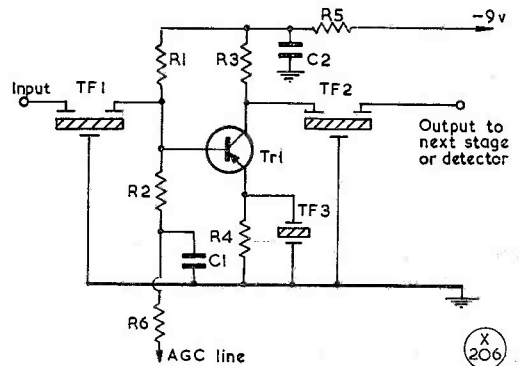 R5
-9v
R1
R3
C2
Input
TF1
TF2
Output to
next stage
or detector
Tr1
R2
TF3
R4
C1
R6
AGC line
X
206